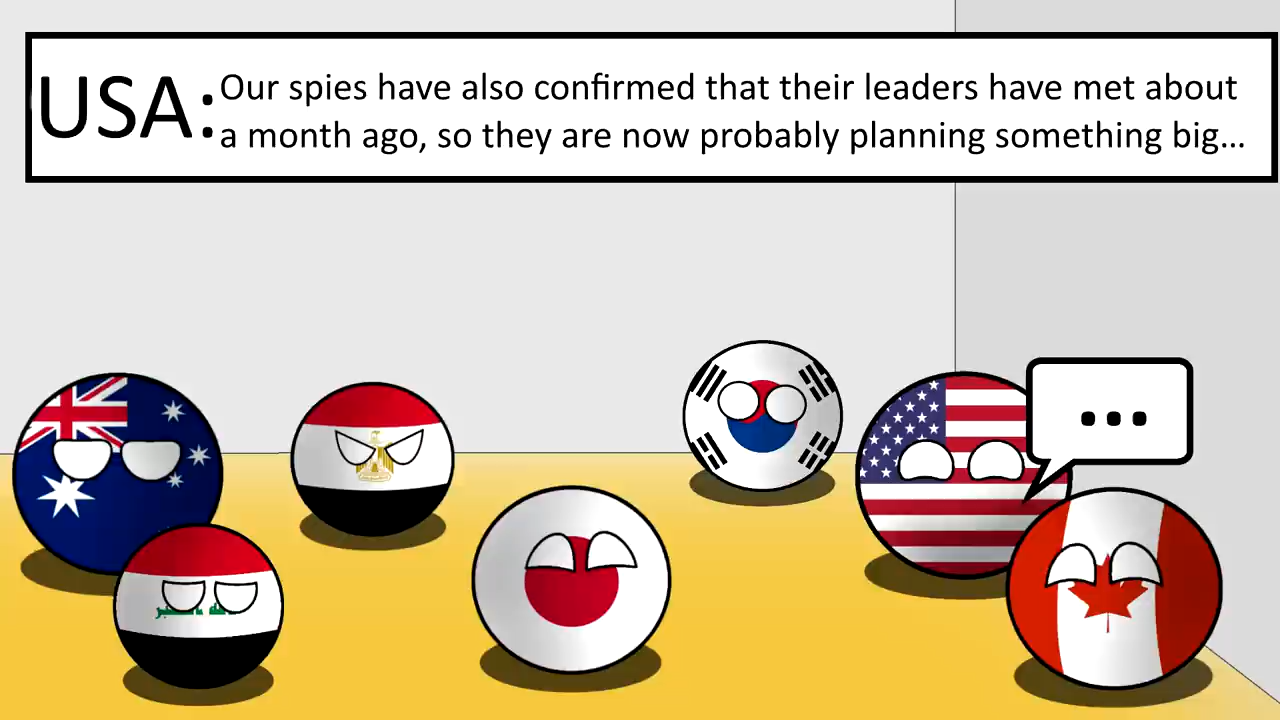 USA:
Our spies have also confirmed that their leaders have met about
a month ago, so they are now probably planning something big...
...